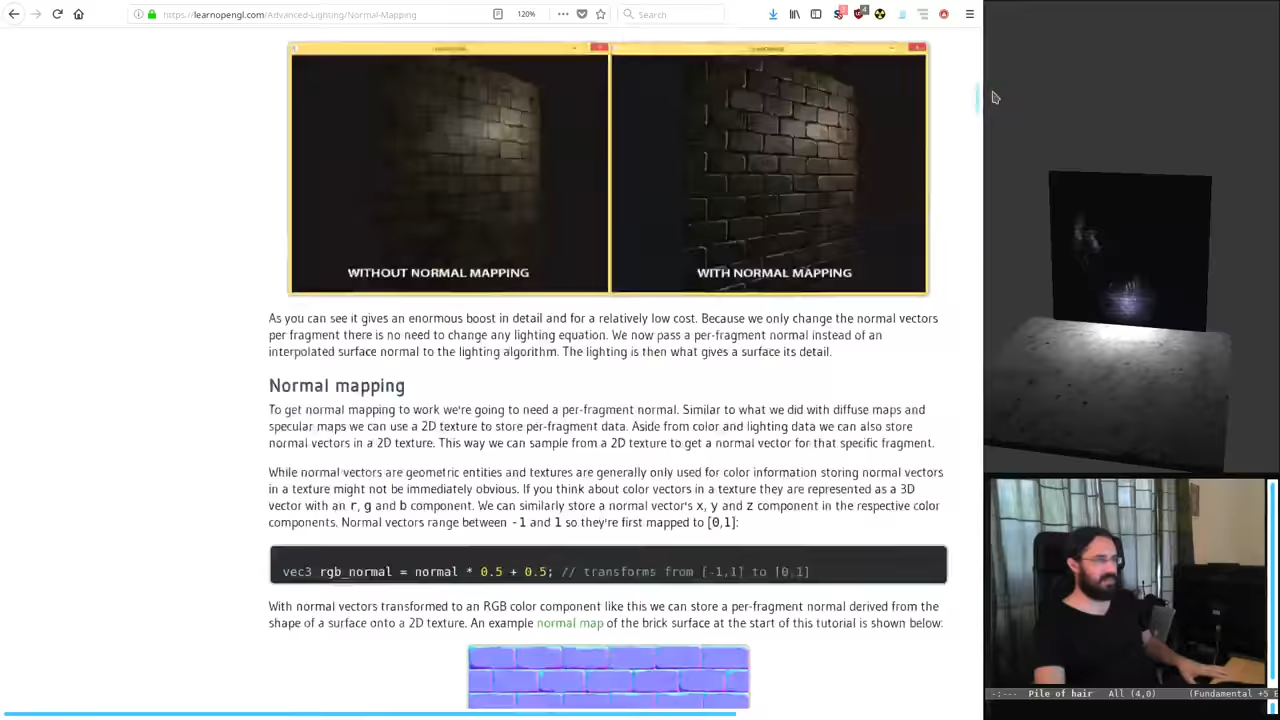 https://learnopengl.com/Advanced-Lighting/Normal-Mapping
120%
Search
WITHOUT NORMAL MAPPING
WITH NORMAL MAPPING
As you can see it gives an enormous boost in detail and for a relatively low cost. Because we only change the normal vectors
per fragment there is no need to change any lighting equation. We now pass a per-fragment normal instead of an
interpolated surface normal to the lighting algorithm. The lighting is then what gives a surface its detail.
Normal mapping
To get normal mapping to work we're going to need a per-fragment normal. Similar to what we did with diffuse maps and
specular maps we can use a 2D texture to store per-fragment data. Aside from color and lighting data we can also store
normal vectors in a 2D texture. This way we can sample from a 2D texture to get a normal vector for that specific fragment.
While normal vectors are geometric entities and textures are generally only used for color information storing normal vectors
in a texture might not be immediately obvious. If you think about color vectors in a texture they are represented as a 3D
vector with an r, g and b component. We can similarly store a normal vector's x, y and z component in the respective color
components. Normal vectors range between -1 and 1 so they're first mapped to [0,1]:
vec3 rgb_normal = normal * 0.5 + 0.5; // transforms from [-1,1] to [0,1]
With normal vectors transformed to an RGB color component like this we can store a per-fragment normal derived from the
shape of a surface onto a 2D texture. An example normal map of the brick surface at the start of this tutorial is shown below:
-:--- Pile of hair All (4,0) (Fundamental +5 E